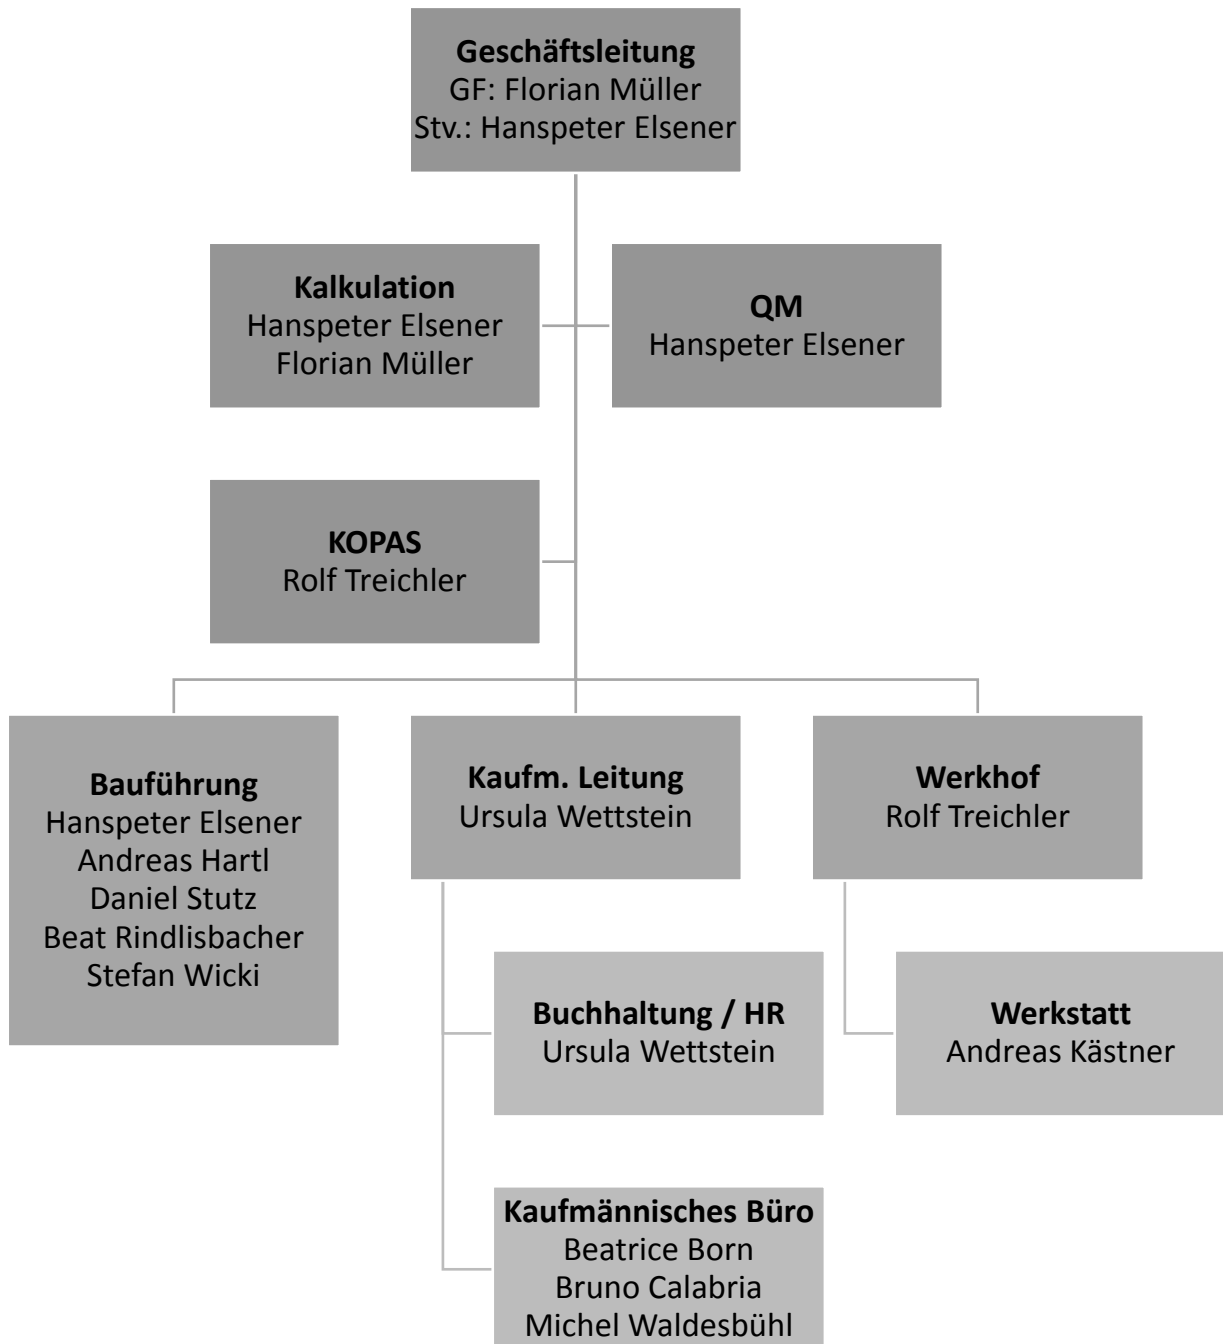 Geschäftsleitung
GF: Florian Müller
Stv.: Hanspeter Elsener
Kalkulation
Hanspeter Elsener
Florian Müller
QM
Hanspeter Elsener
KOPAS
Rolf Treichler
Bauführung
Hanspeter Elsener
Andreas Hartl
Daniel Stutz
Beat Rindlisbacher
Stefan Wicki
Kaufm. Leitung
Ursula Wettstein
Werkhof
Rolf Treichler
Buchhaltung / HR
Ursula Wettstein
Werkstatt
Andreas Kästner
Kaufmännisches Büro
Beatrice Born
Bruno Calabria
Michel Waldesbühl